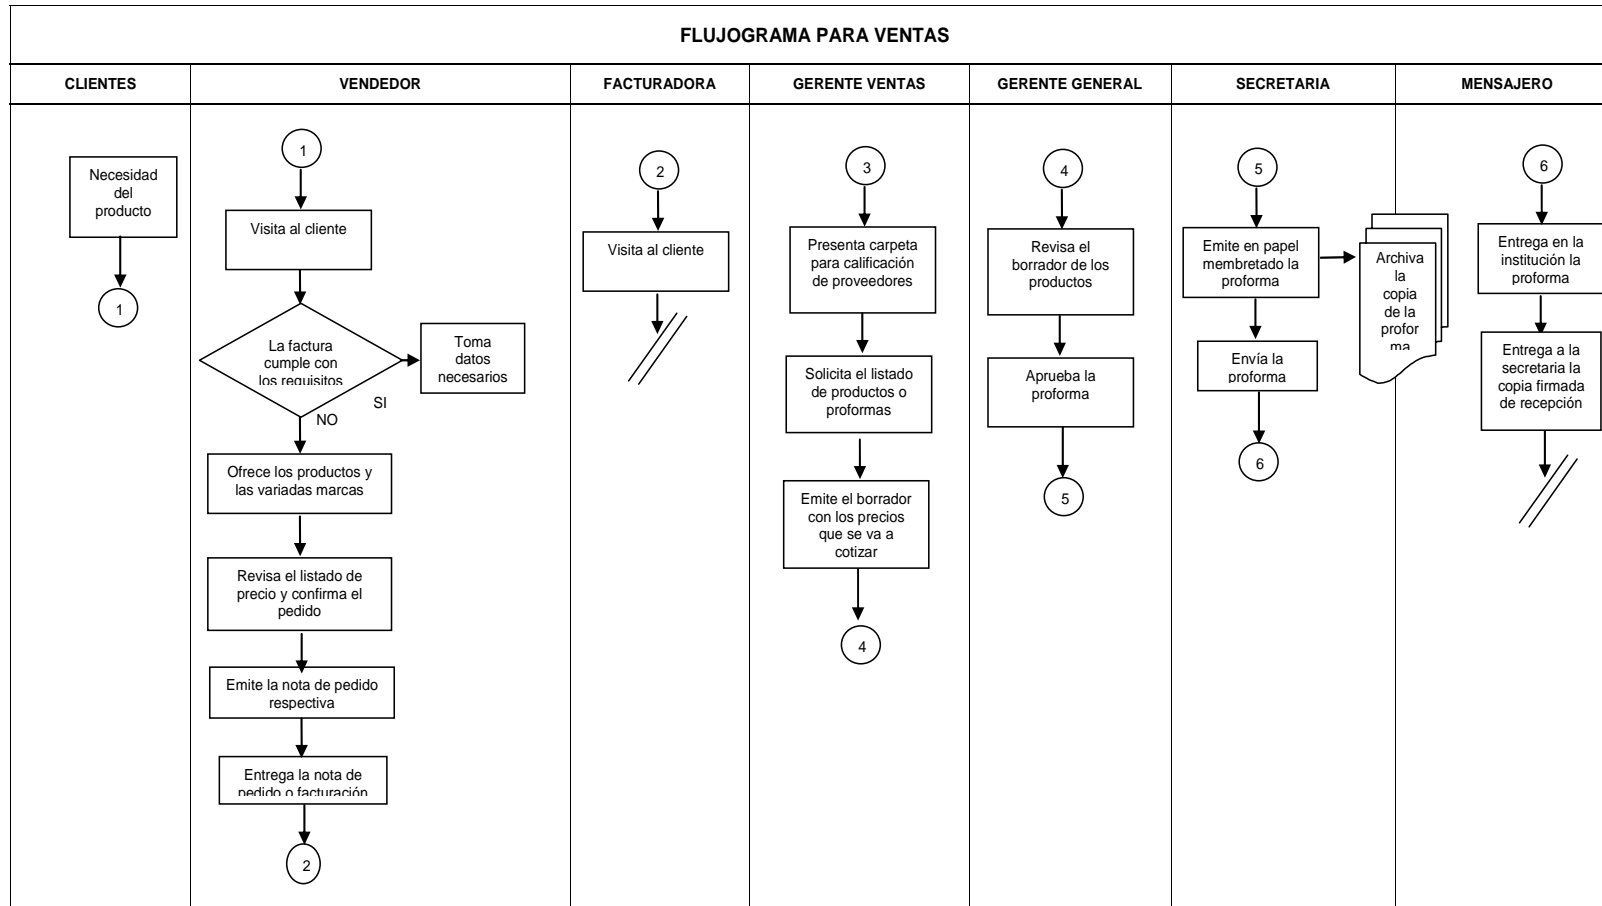 FLUJOGRAMA PARA VENTAS
CLIENTES
VENDEDOR
FACTURADORA
GERENTE VENTAS
GERENTE GENERAL
SECRETARIA
MENSAJERO
Necesidad
del
producto
1
1
Visita al cliente
La factura
cumple con
los requisitos
Toma
datos
necesarios
SI
NO
Ofrece los productos y
las variadas marcas
Revisa el listado de
precio y confirma el
pedido
Emite la nota de pedido
respectiva
Entrega la nota de
pedido o facturación
2
2
Visita al cliente
3
Presenta carpeta
para calificación
de proveedores
Solicita el listado
de productos o
proformas
Emite el borrador
con los precios
que se va a
cotizar
4
4
Revisa el
borrador de los
productos
Aprueba la
proforma
5
5
Emite en papel
membretado la
proforma
Archiva
la
copia
de la
profor
ma
Envía la
proforma
6
6
Entrega en la
institución la
proforma
Entrega a la
secretaria la
copia firmada
de recepción